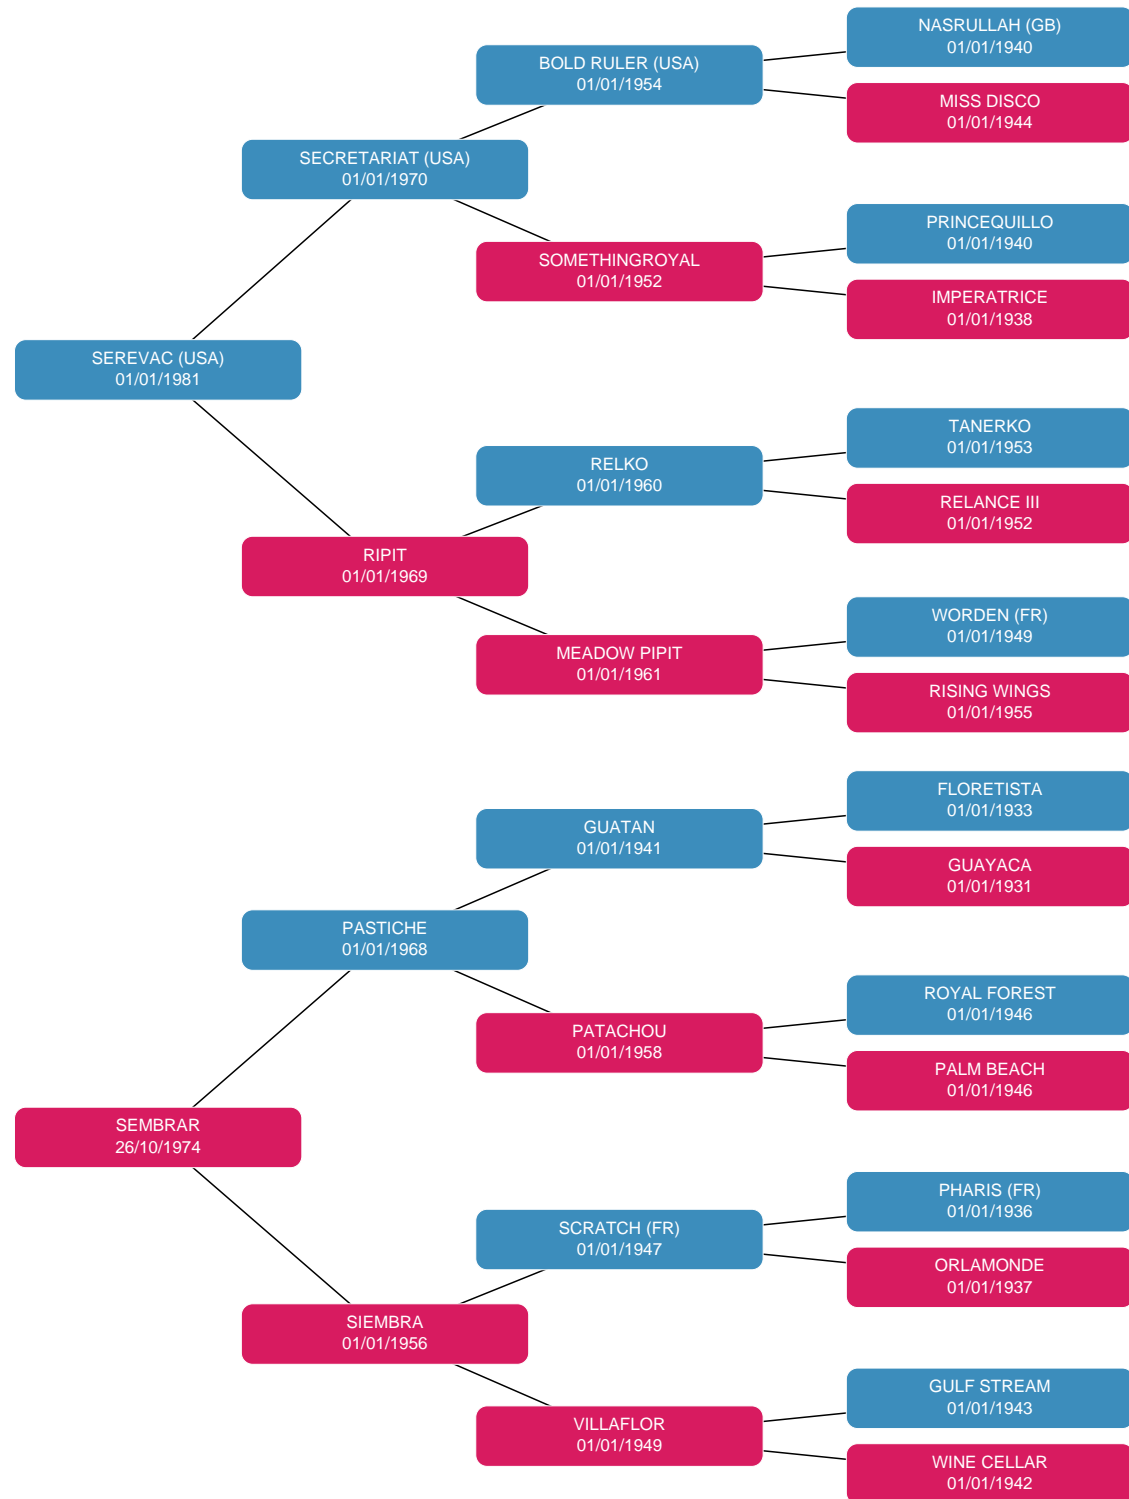 NASRULLAH (GB)
01/01/1940
BOLD RULER (USA)
01/01/1954
MISS DISCO
01/01/1944
SECRETARIAT (USA)
01/01/1970
PRINCEQUILLO
01/01/1940
SOMETHINGROYAL
01/01/1952
IMPERATRICE
01/01/1938
SEREVAC (USA)
01/01/1981
TANERKO
01/01/1953
RELKO
01/01/1960
RELANCE III
01/01/1952
RIPIT
01/01/1969
WORDEN (FR)
01/01/1949
MEADOW PIPIT
01/01/1961
RISING WINGS
01/01/1955
FLORETISTA
01/01/1933
GUATAN
01/01/1941
GUAYACA
01/01/1931
PASTICHE
01/01/1968
ROYAL FOREST
01/01/1946
PATACHOU
01/01/1958
PALM BEACH
01/01/1946
SEMBRAR
26/10/1974
PHARIS (FR)
01/01/1936
SCRATCH (FR)
01/01/1947
ORLAMONDE
01/01/1937
SIEMBRA
01/01/1956
GULF STREAM
01/01/1943
VILLAFLOR
01/01/1949
WINE CELLAR
01/01/1942